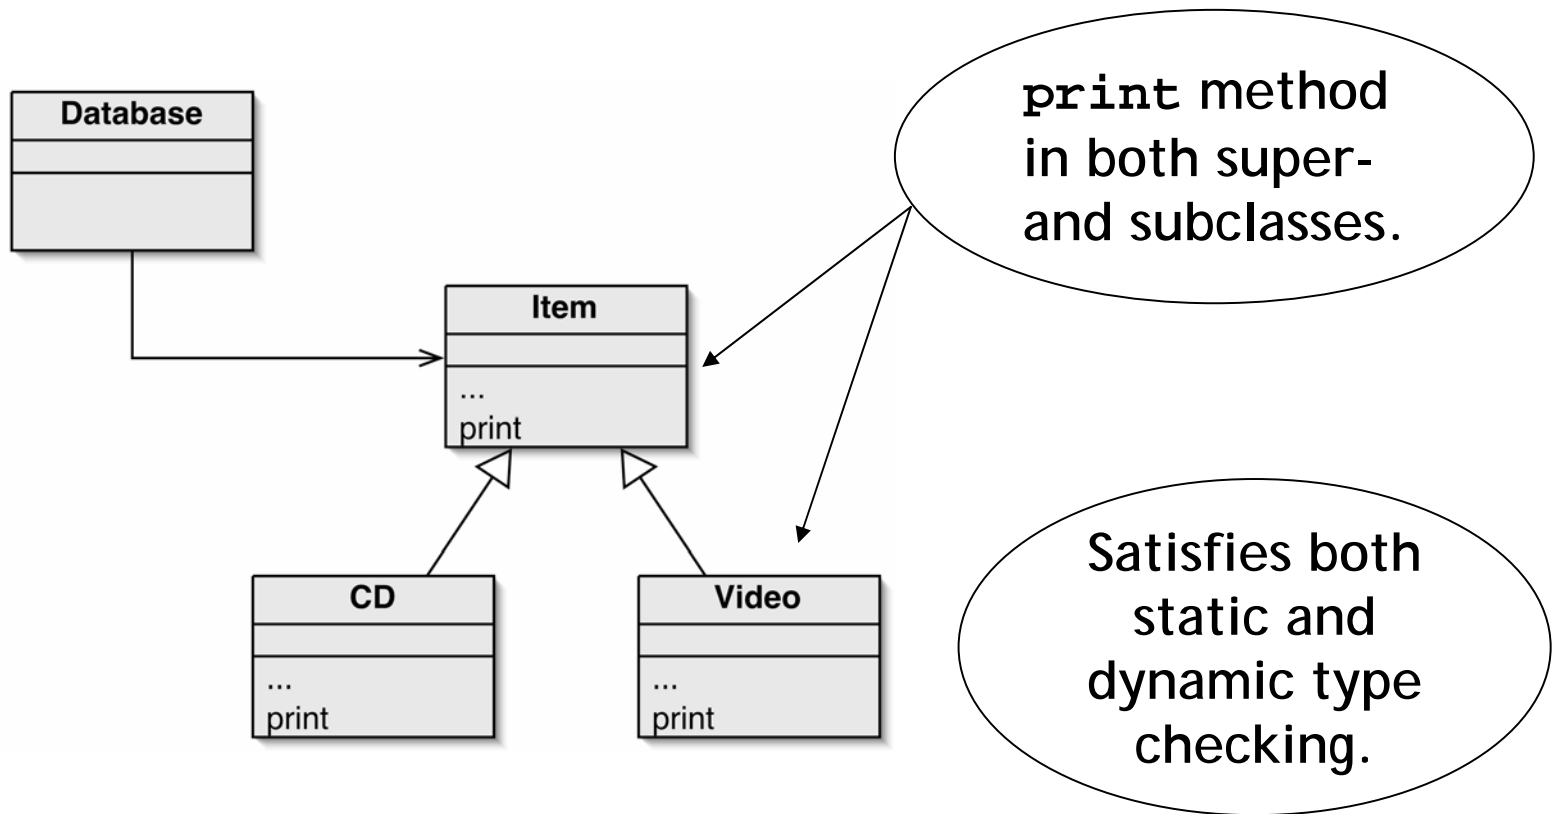 Database
print method
in both super-
and subclasses.
Item
...
print
CD
...
print
Video
...
print
Satisfies both
static and
dynamic type
checking.